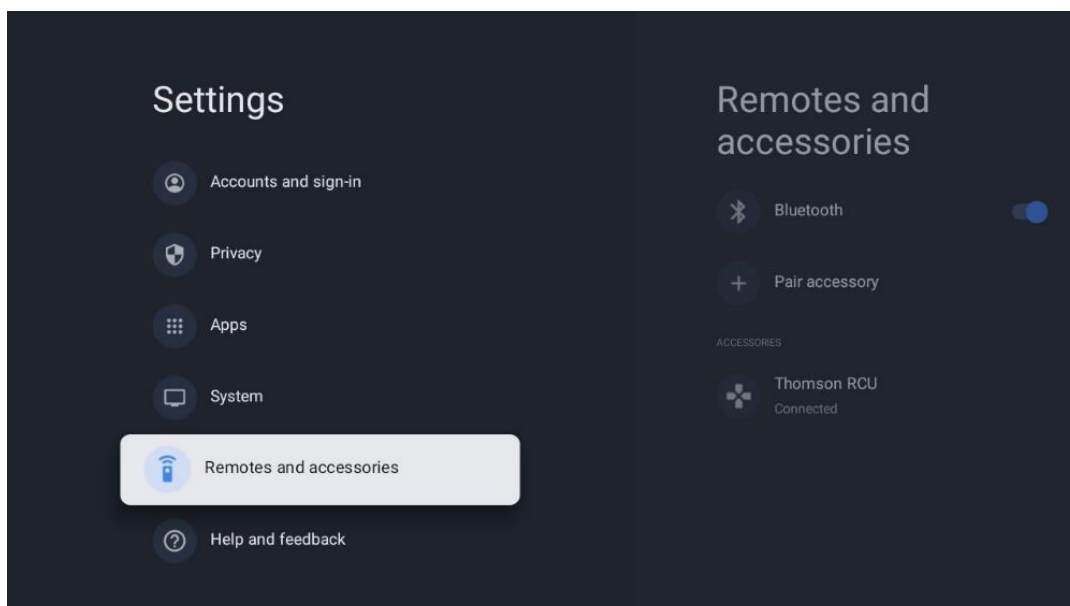 Settings
Accounts and sign-in
Privacy
Apps
System
Remotes and accessories
Help and feedback
Remotes and
accessories
Bluetooth
Pair accessory
ACCESSORIES
Thomson RCU
Connected